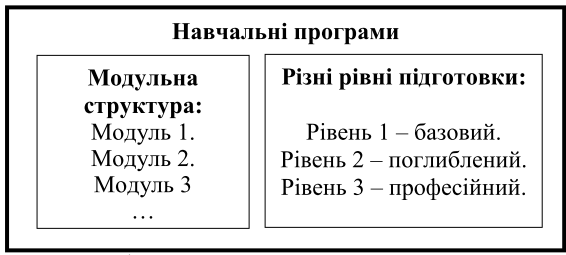 Навчальні програми
Модульна
структура:
Модуль 1.
Модуль 2.
Модуль 3
…
Різні рівні підготовки:
Рівень 1 – базовий.
Рівень 2 – поглиблений.
Рівень 3 – професійний.